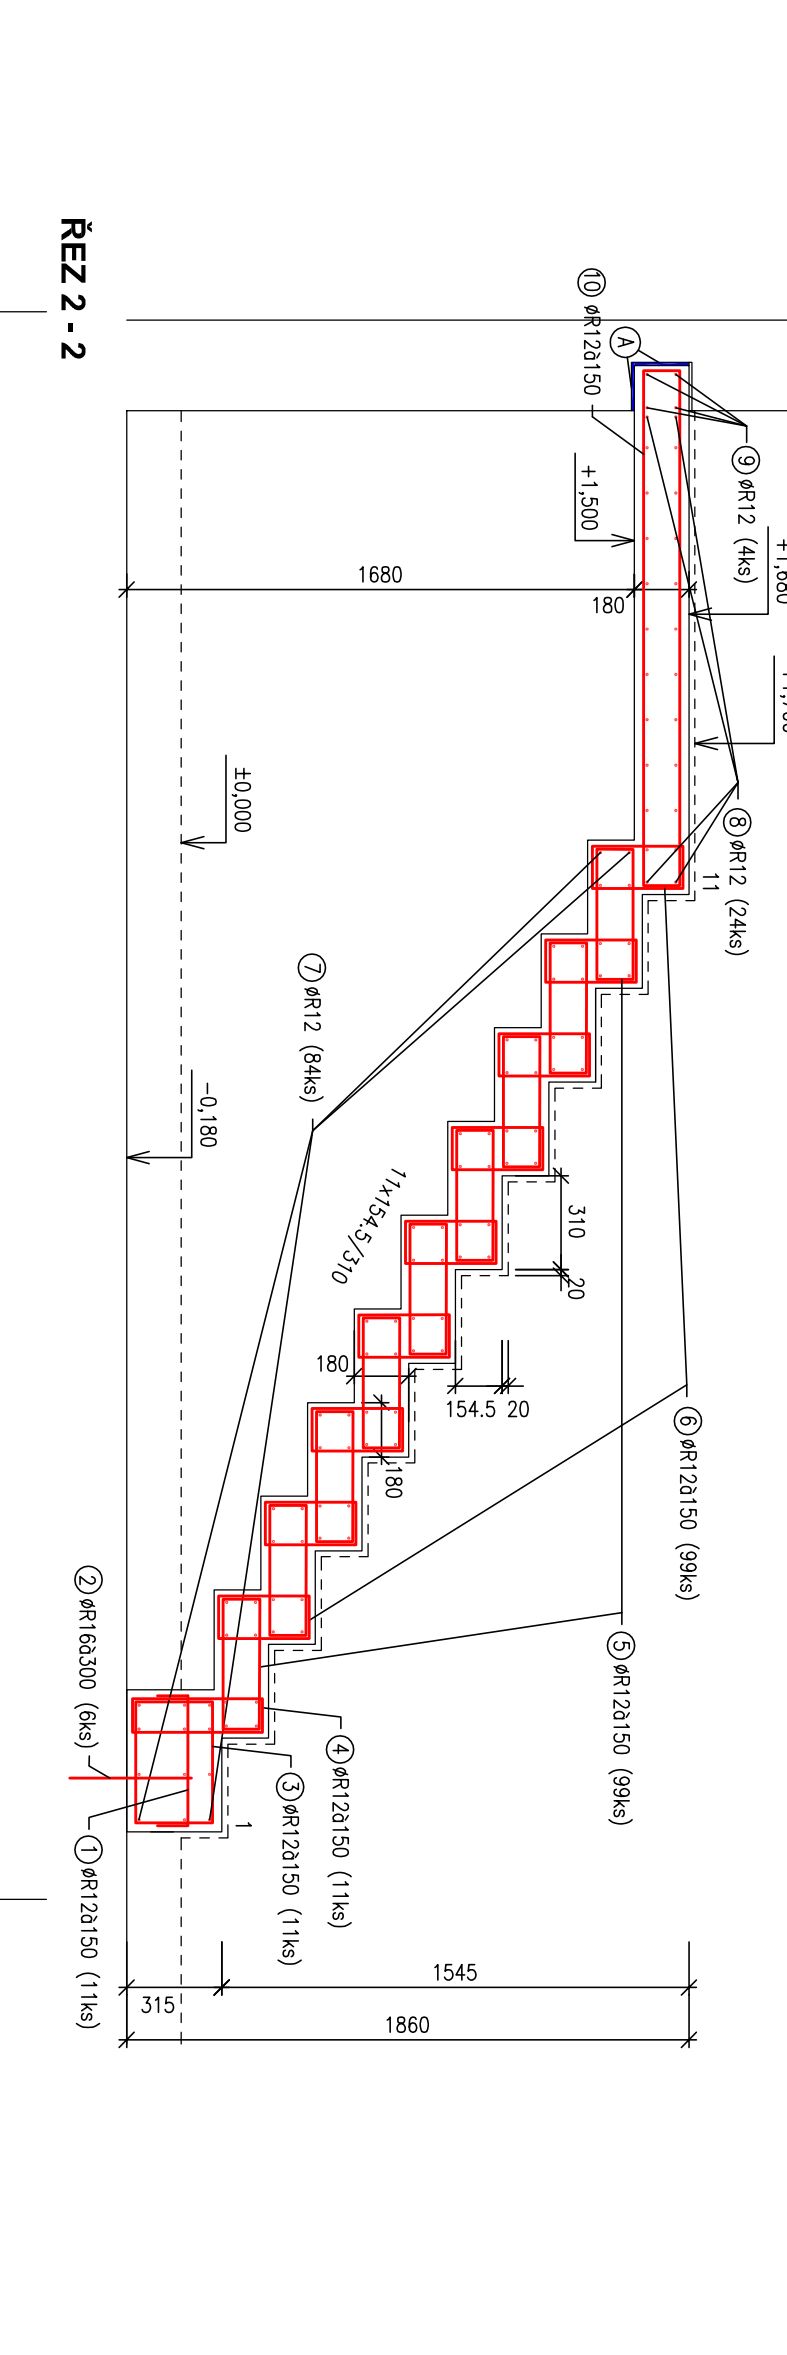 ŘEZ 2 - 2
10 øR12à150
A
9 øR12 (4ks)
+1,500
+1,680
1680
180
±0,000
8 øR12 (24ks)
11
7 øR12 (84ks)
-0,180
11x154.5/310
310
20
180
154.5 20
180
6 øR12à150 (99ks)
5 øR12à150 (99ks)
2 øR16à300 (6ks)
4 øR12à150 (11ks)
3 øR12à150 (11ks)
1
1 øR12à150 (11ks)
1545
315
1860